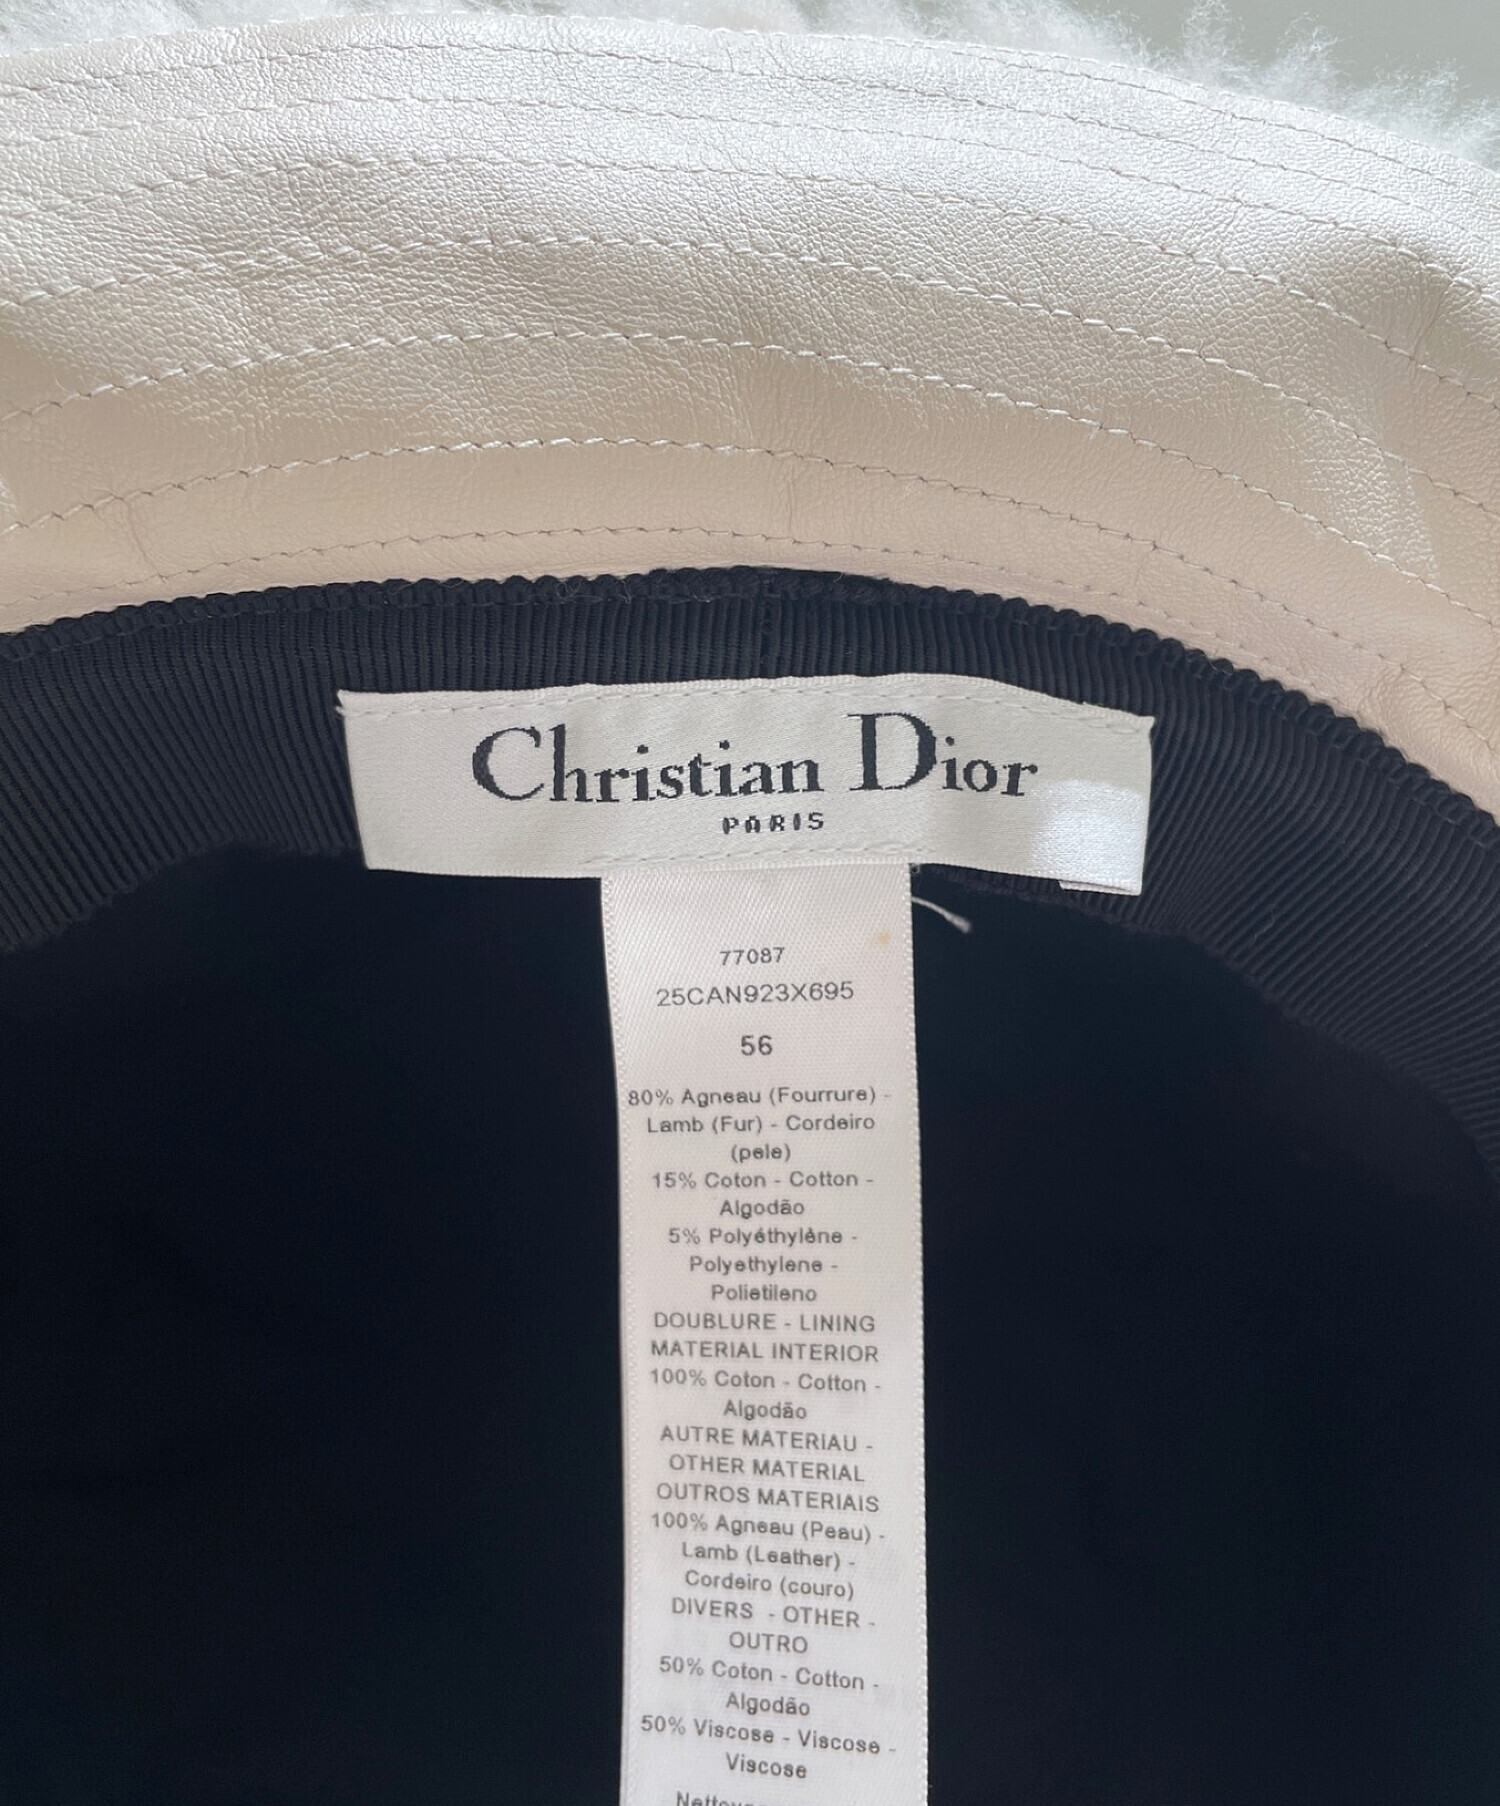 Christian Dior
PARIS
77087
25CAN923X695
56
80% Agneau (Fourrure) -
Lamb (Fur) - Cordeiro
(pele)
15% Coton - Cotton -
Algodão
5% Polyéthylène -
Polyethylene -
Polietileno
DOUBLURE - LINING
MATERIAL INTERIOR
100% Coton - Cotton -
Algodão
AUTRE MATERIAU -
OTHER MATERIAL
OUTROS MATERIAIS
100% Agneau (Peau) -
Lamb (Leather) -
Cordeiro (couro)
DIVERS - OTHER -
OUTRO
50% Coton - Cotton -
Algodão
50% Viscose - Viscose -
Viscose